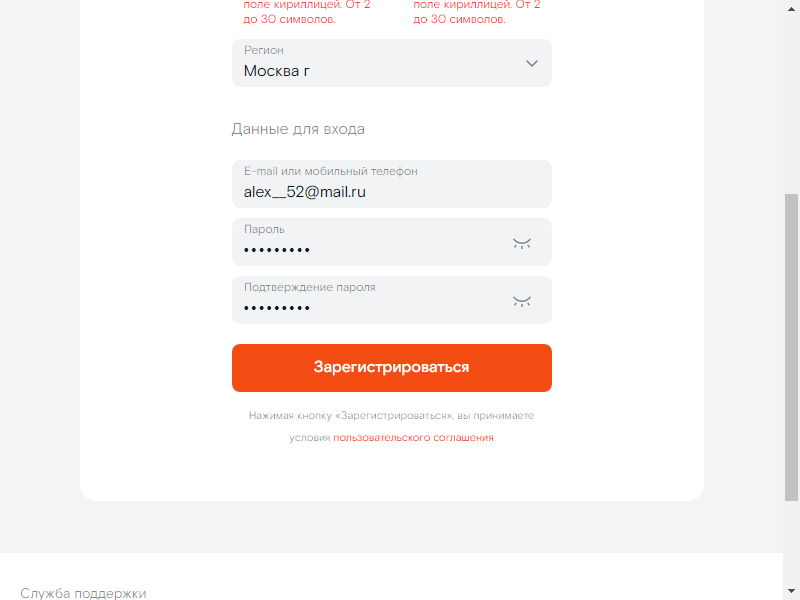 поле кириллицей. От 2 поле кириллицей. От 2
до 30 символов. до 30 символов.
Регион
Москва г
Данные для входа
E-mail или мобильный телефон
alex__52@mail.ru
Пароль
•••••••••
Подтверждение пароля
•••••••••
Зарегистрироваться
Нажимая кнопку «Зарегистрироваться», вы принимаете
условия пользовательского соглашения
Служба поддержки